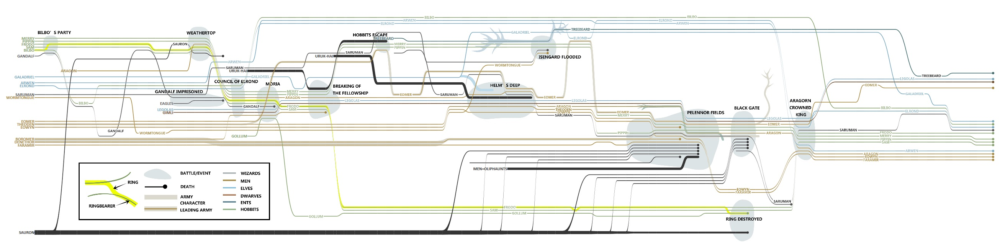 BILBO
ARWEN
ELROND
BILBO
ELROND
ARWEN
BILBO' S PARTY
WEATHERTOP
HOBBITS ESCAPE
TREEBEARD
GALADRIEL
TREEBEARD
ELROND
MERRY
PIPPIN
FRODO
SAM
BILBO
GANDALF
SAURON
MERRY
PIPPIN
SARUMAN
URUK-HAI
ISENGARD FLOODED
ARAGON
ARWEN
SARUMAN
URUK-HAI
WORMTONGUE
GALADRIEL
ARWEN
ELROND
GALADRIEL
COUNCIL OF ELROND
MORIA
BREAKING OF
THE FELLOWSHIP
HELM' S DEEP
TREEBEARD
LEGOLAS
EOMER
GALADRIEL
SARUMAN
WORMTONGUE
GANDALF IMPRISONED
MERRY
PIPPIN
ARAGON
EOMER
SARUMAN
EOMER
LEGOLAS
LEGOLAS
BILBO
EAGLES
GANDALF
FRODO
SAM
LEGOLAS
GIMLI
ARAGON
THEODEN
EOWYN
SARUMAN
EOMER
MERRY
PELENNOR FIELDS
BLACK GATE
ARAGORN
CROWNED
KING
BILBO
ELROND
LEGOLAS
EOMER
THEODEN
EOWYN
EOMER
GANDALF
WORMTONGUE
GOLLUM
PIPPIN
ARAGON
SARUMAN
FRODO
MERRY
PIPPIN
SAM
BOROMER
DENETHOR
FARAMIR
ARWEN
ARAGON
EOWYN
FARAMIR
MEN+OLIPHAUNTS
RING
RINGBEARER
BATTLE/EVENT
DEATH
ARMY
CHARACTER
LEADING ARMY
WIZARDS
MEN
ELVES
DWARVES
ENTS
HOBBITS
EOWYN
FARAMIR
SARUMAN
FRODO
SAM
GOLLUM
GOLLUM
RING DESTROYED
SAURON